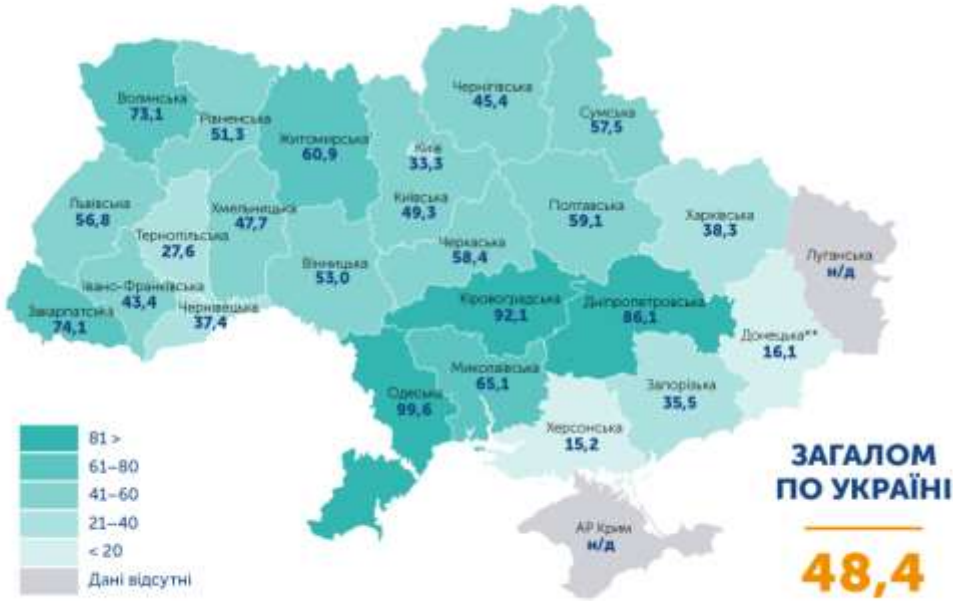 Волинська
73,1
Рівненська
51,3
Житомирська
60,9
Київ
33,3
Чернігівська
45,4
Сумська
57,5
Львівська
56,8
Тернопільська
27,6
Хмельницька
47,7
Київська
49,3
Полтавська
59,1
Харківська
38,3
Луганська
н/д
Закарпатська
74,1
Івано-Франківська
43,4
Чернівецька
37,4
Вінницька
53,0
Черкаська
58,4
Кіровоградська
92,1
Дніпропетровська
86,1
Донецька**
16,1
Одеська
99,6
Миколаївська
65,1
Херсонська
15,2
Запорізька
35,5
АР Крим
н/д
81 >
61–80
41–60
21–40
< 20
Дані відсутні
ЗАГАЛОМ
ПО УКРАЇНІ
48,4